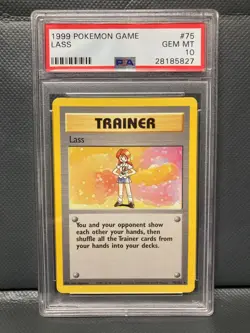 1999 POKEMON GAME #75
LASS GEM MT
PSA 10
28185827
TRAINER
Lass
You and your opponent show
each other your hands, then
shuffle all the Trainer cards from
your hands into your decks.